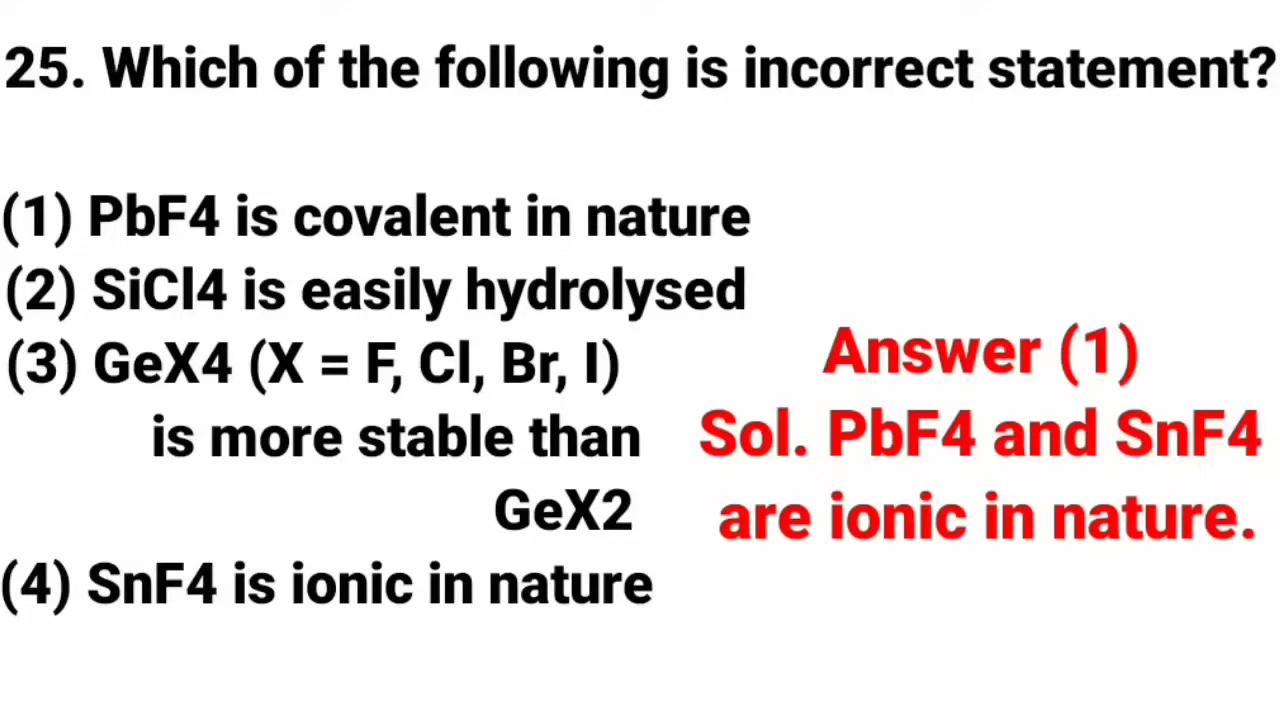 25. Which of the following is incorrect statement?
(1) PbF4 is covalent in nature
(2) SiCl4 is easily hydrolysed
(3) GeX4 (X = F, Cl, Br, I)
is more stable than
GeX2
(4) SnF4 is ionic in nature
Answer (1)
Sol. PbF4 and SnF4
are ionic in nature.